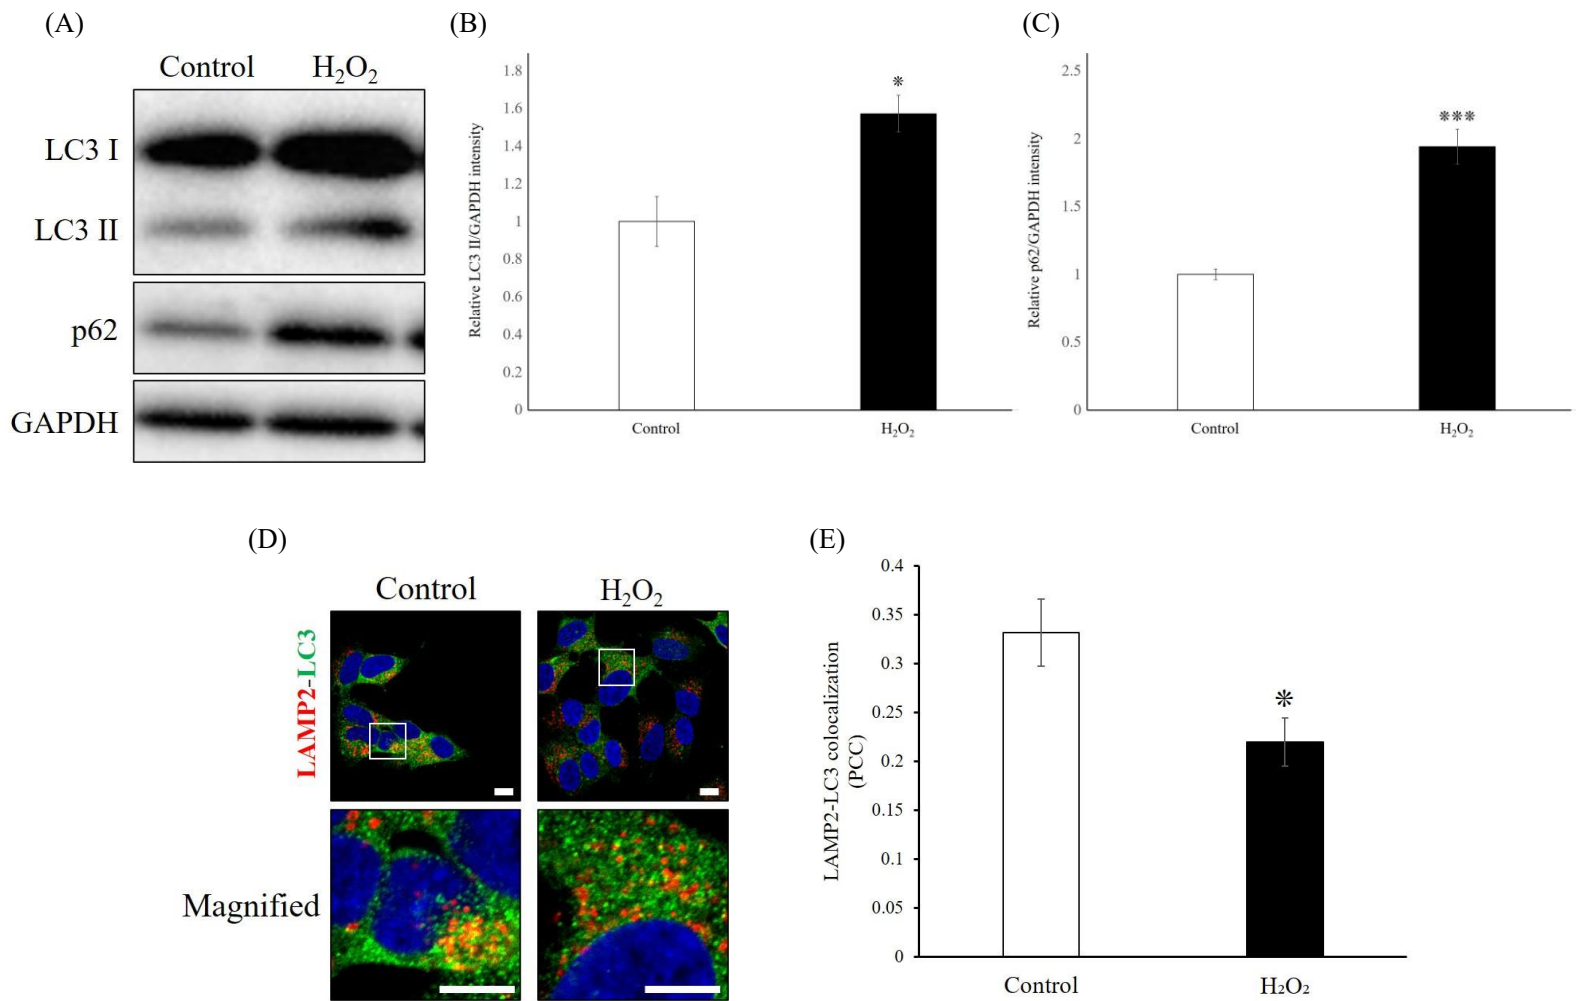 (A)
Control H₂O₂
LC3 I
LC3 II
p62
GAPDH
(B)
Relative LC3 II/GAPDH intensity
1.8
1.6
1.4
1.2
1
0.8
0.6
0.4
0.2
0
*
Control H₂O₂
(C)
Relative p62/GAPDH intensity
2.5
2
1.5
1
0.5
0
***
Control H₂O₂
(D)
Control H₂O₂
LAMP2-LC3
Magnified
(E)
LAMP2-LC3 colocalization
(PCC)
0.4
0.35
0.3
0.25
0.2
0.15
0.1
0.05
0
*
Control H₂O₂